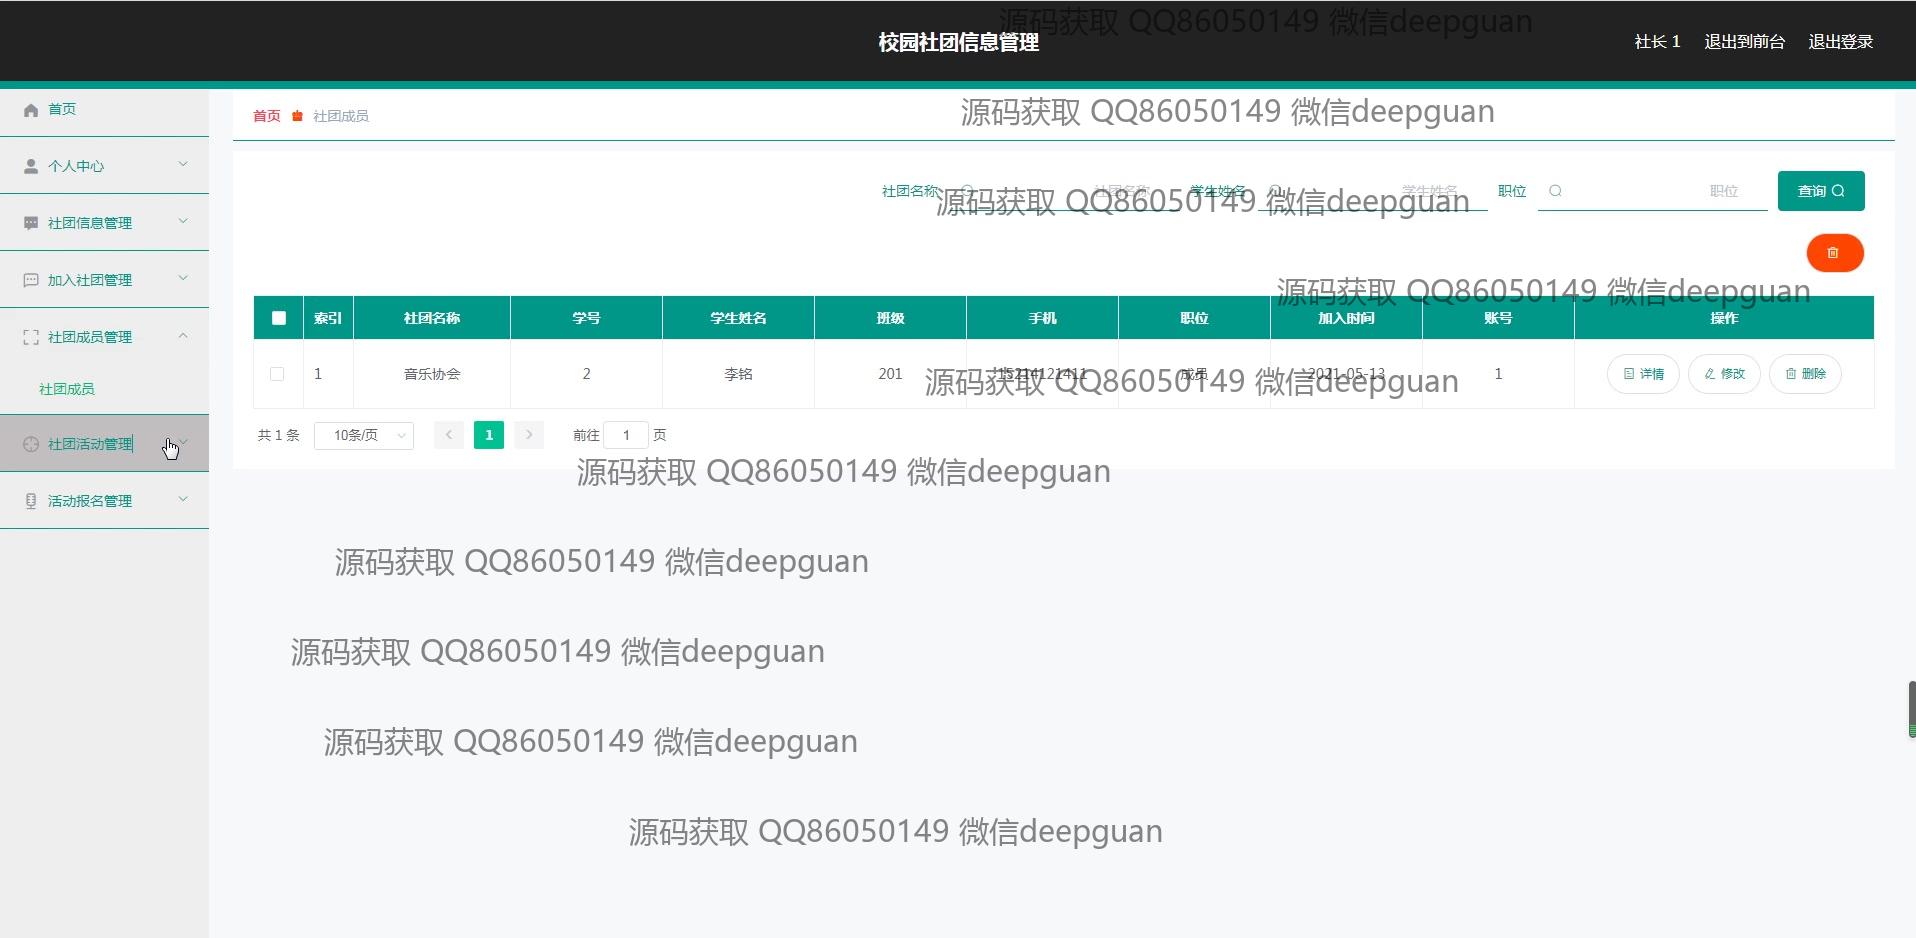 源码获取 QQ86050149 微信deepguan
校园社团信息管理
社长 1 退出到前台 退出登录
首页
个人中心
社团信息管理
加入社团管理
社团成员管理
社团成员
社团活动管理
活动报名管理
首页 社团成员
源码获取 QQ86050149 微信deepguan
社团名称 社团名称 学生姓名 学生姓名 职位 职位 查询
源码获取 QQ86050149 微信deepguan
源码获取 QQ86050149 微信deepguan
索引 社团名称 学号 学生姓名 班级 手机 职位 加入时间 账号 操作
1 音乐协会 2 李铭 201 15214121411 成员 2021-05-13 1 详情 修改 删除
源码获取 QQ86050149 微信deepguan
共 1 条 10条/页 1 前往 1 页
源码获取 QQ86050149 微信deepguan
源码获取 QQ86050149 微信deepguan
源码获取 QQ86050149 微信deepguan
源码获取 QQ86050149 微信deepguan
源码获取 QQ86050149 微信deepguan